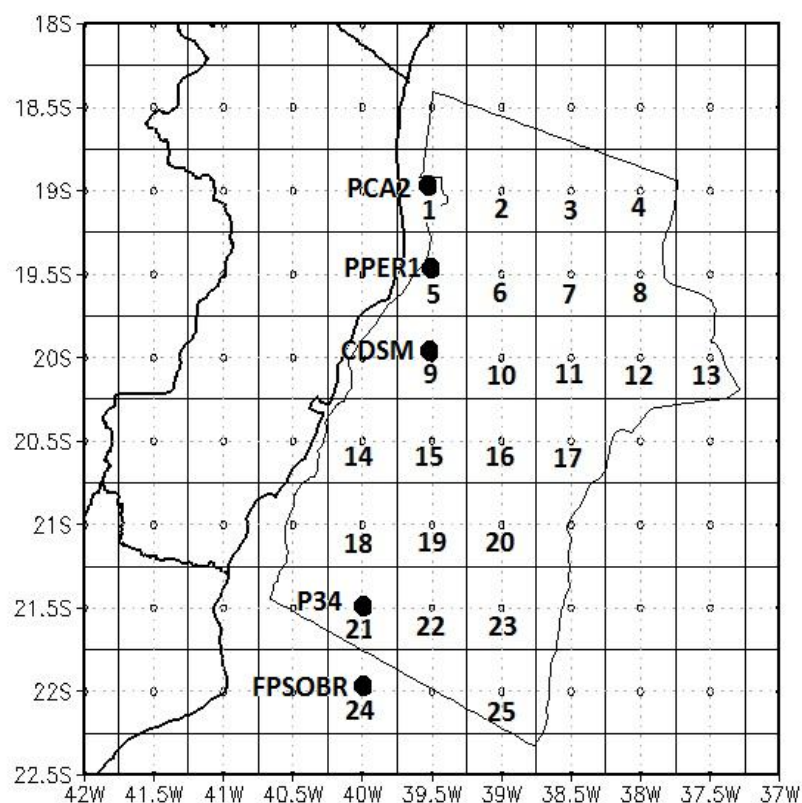 18S
18.5S
PCA2
19S
1 2 3 4
PPER1
19.5S
5 6 7 8
CDSM
20S
9 10 11 12 13
20.5S
14 15 16 17
21S
18 19 20
P34
21.5S
21 22 23
FPSOBR
22S
24 25
22.5S
42W 41.5W 41W 40.5W 40W 39.5W 39W 38.5W 38W 37.5W 37W